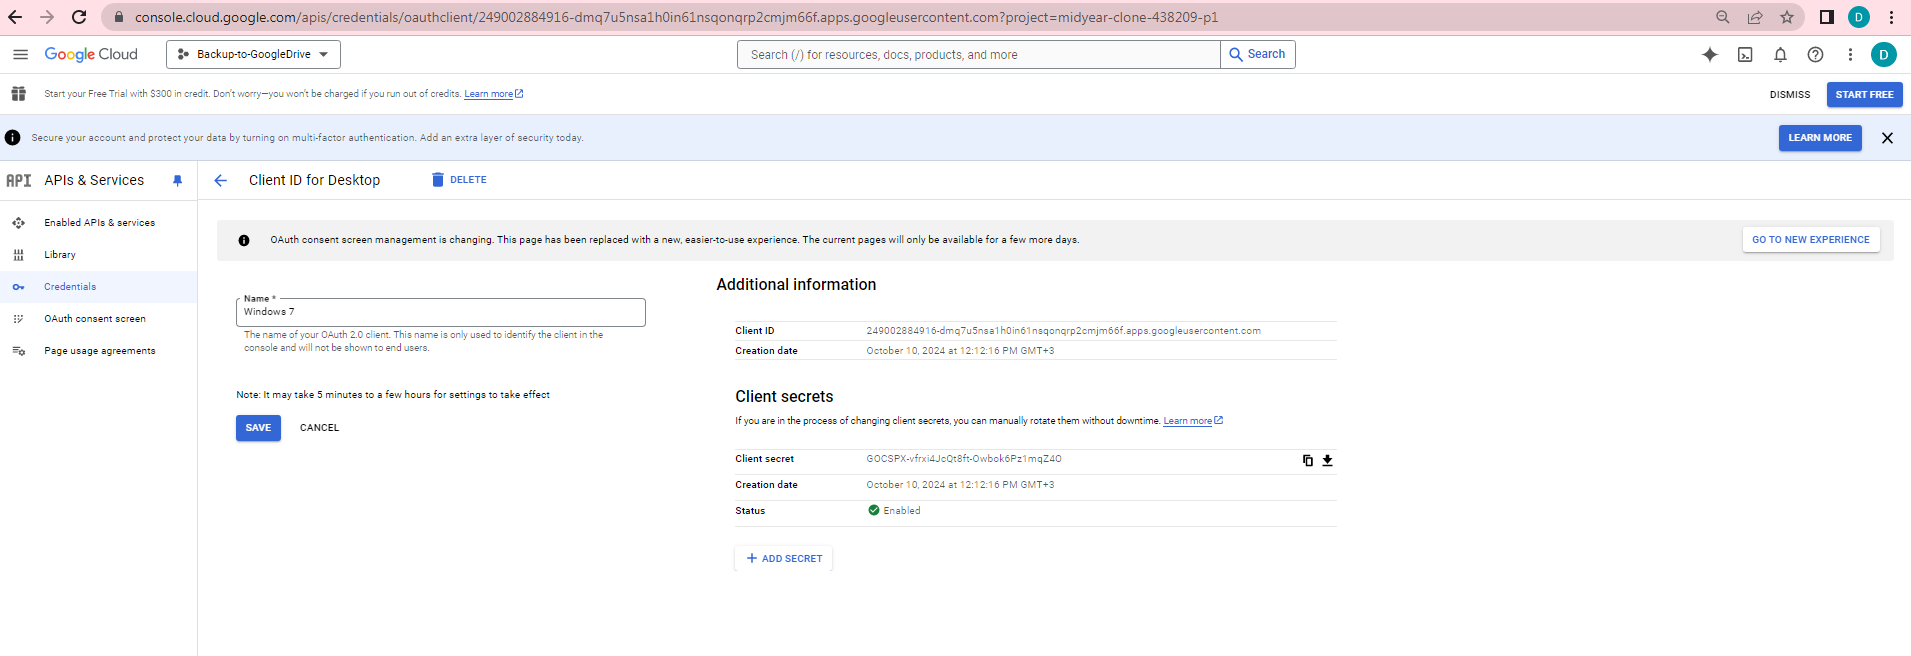 console.cloud.google.com/apis/credentials/oauthclient/249002884916-dmq7u5nsa1h0in61nsqonqrp2cmjm66f.apps.googleusercontent.com?project=midyear-clone-438209-p1
D
Google Cloud
Backup-to-GoogleDrive
Search (/) for resources, docs, products, and more
Search
D
Start your Free Trial with $300 in credit. Don't worry—you won't be charged if you run out of credits. Learn more
DISMISS
START FREE
Secure your account and protect your data by turning on multi-factor authentication. Add an extra layer of security today.
LEARN MORE
API APIs & Services
Client ID for Desktop
DELETE
Enabled APIs & services
Library
Credentials
OAuth consent screen
Page usage agreements
OAuth consent screen management is changing. This page has been replaced with a new, easier-to-use experience. The current pages will only be available for a few more days.
GO TO NEW EXPERIENCE
Name *
Windows 7
The name of your OAuth 2.0 client. This name is only used to identify the client in the
console and will not be shown to end users.
Note: It may take 5 minutes to a few hours for settings to take effect
SAVE
CANCEL
Additional information
Client ID 249002884916-dmq7u5nsa1h0in61nsqonqrp2cmjm66f.apps.googleusercontent.com
Creation date October 10, 2024 at 12:12:16 PM GMT+3
Client secrets
If you are in the process of changing client secrets, you can manually rotate them without downtime. Learn more
Client secret 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
Creation date October 10, 2024 at 12:12:16 PM GMT+3
Status Enabled
ADD SECRET